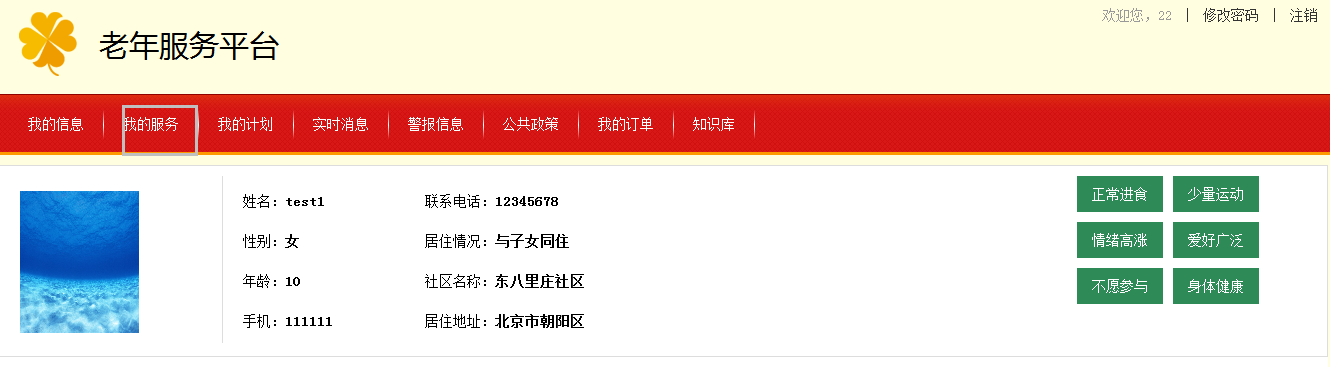 欢迎您，22 | 修改密码 | 注销
老年服务平台
我的信息 我的服务 我的计划 实时消息 警报信息 公共政策 我的订单 知识库
姓名：test1 联系电话：12345678
性别：女 居住情况：与子女同住
年龄：10 社区名称：东八里庄社区
手机：111111 居住地址：北京市朝阳区
正常进食 少量运动
情绪高涨 爱好广泛
不愿参与 身体健康